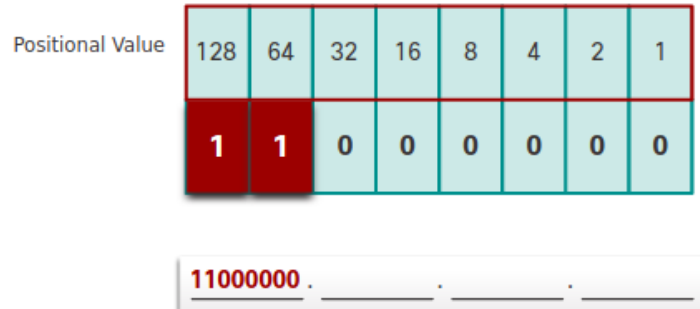 Positional Value 128 64 32 16 8 4 2 1
1 1 0 0 0 0 0 0
11000000 . . .